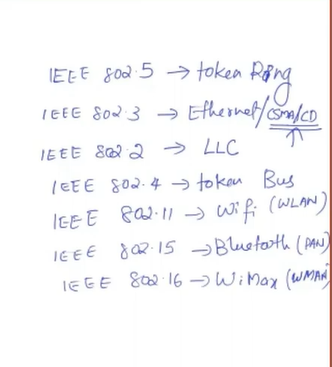 IEEE 802.5 → token Ring
IEEE 802.3 → Ethernet/CSMA/CD
IEEE 802.2 → LLC
IEEE 802.4 → token Bus
IEEE 802.11 → Wifi (WLAN)
IEEE 802.15 → Bluetooth (PAN)
IEEE 802.16 → WiMax (WMAN)